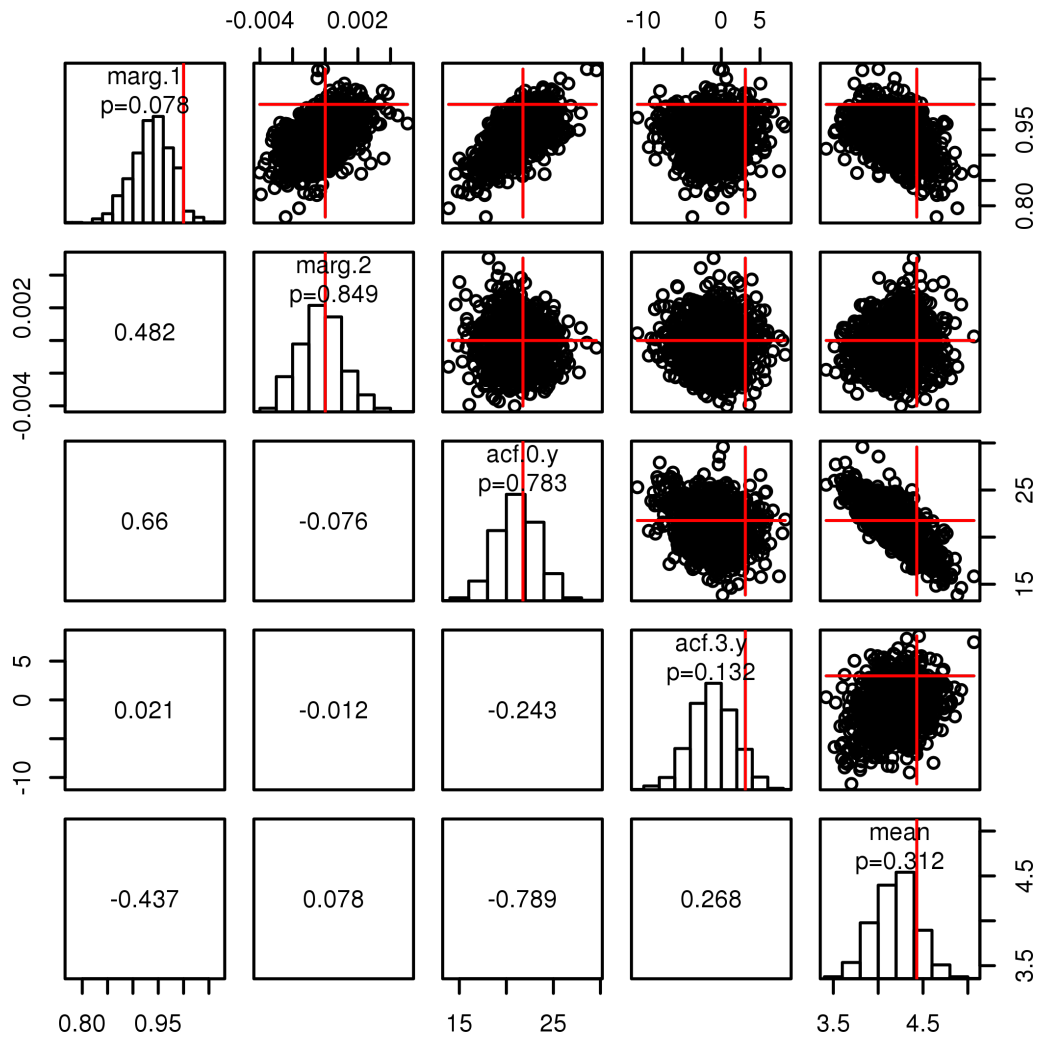 -0.004 0.002 -10 0 5
marg.1
p=0.078
0.80 0.95
-0.004 0.002
0.482
marg.2
p=0.849
0.66
-0.076
acf.0.y
p=0.783
15 25
-10 0 5
0.021
-0.012
-0.243
acf.3.y
p=0.132
-0.437
0.078
-0.789
0.268
mean
p=0.312
3.5 4.5
0.80 0.95 15 25 3.5 4.5